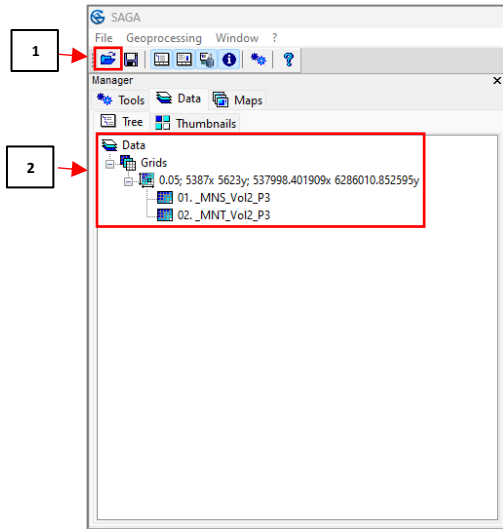 SAGA
File Geoprocessing Window ?
1
Manager
Tools Data Maps
Tree Thumbnails
Data
2
Grids
0.05; 5387x 5623y; 537998.401909x 6286010.852595y
01. _MNS_Vol2_P3
02. _MNT_Vol2_P3